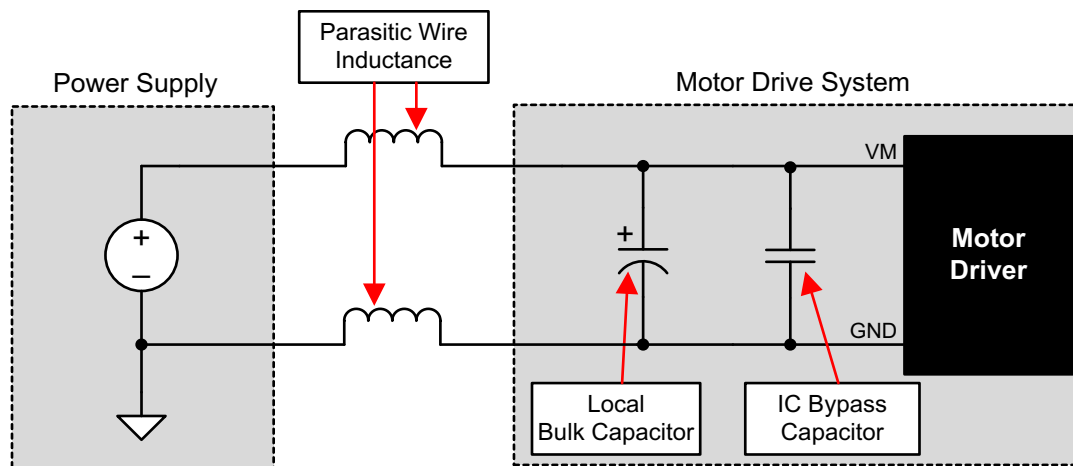 Parasitic Wire
Inductance
Power Supply
Motor Drive System
VM
+
–
+
Motor
Driver
GND
Local
Bulk Capacitor
IC Bypass
Capacitor